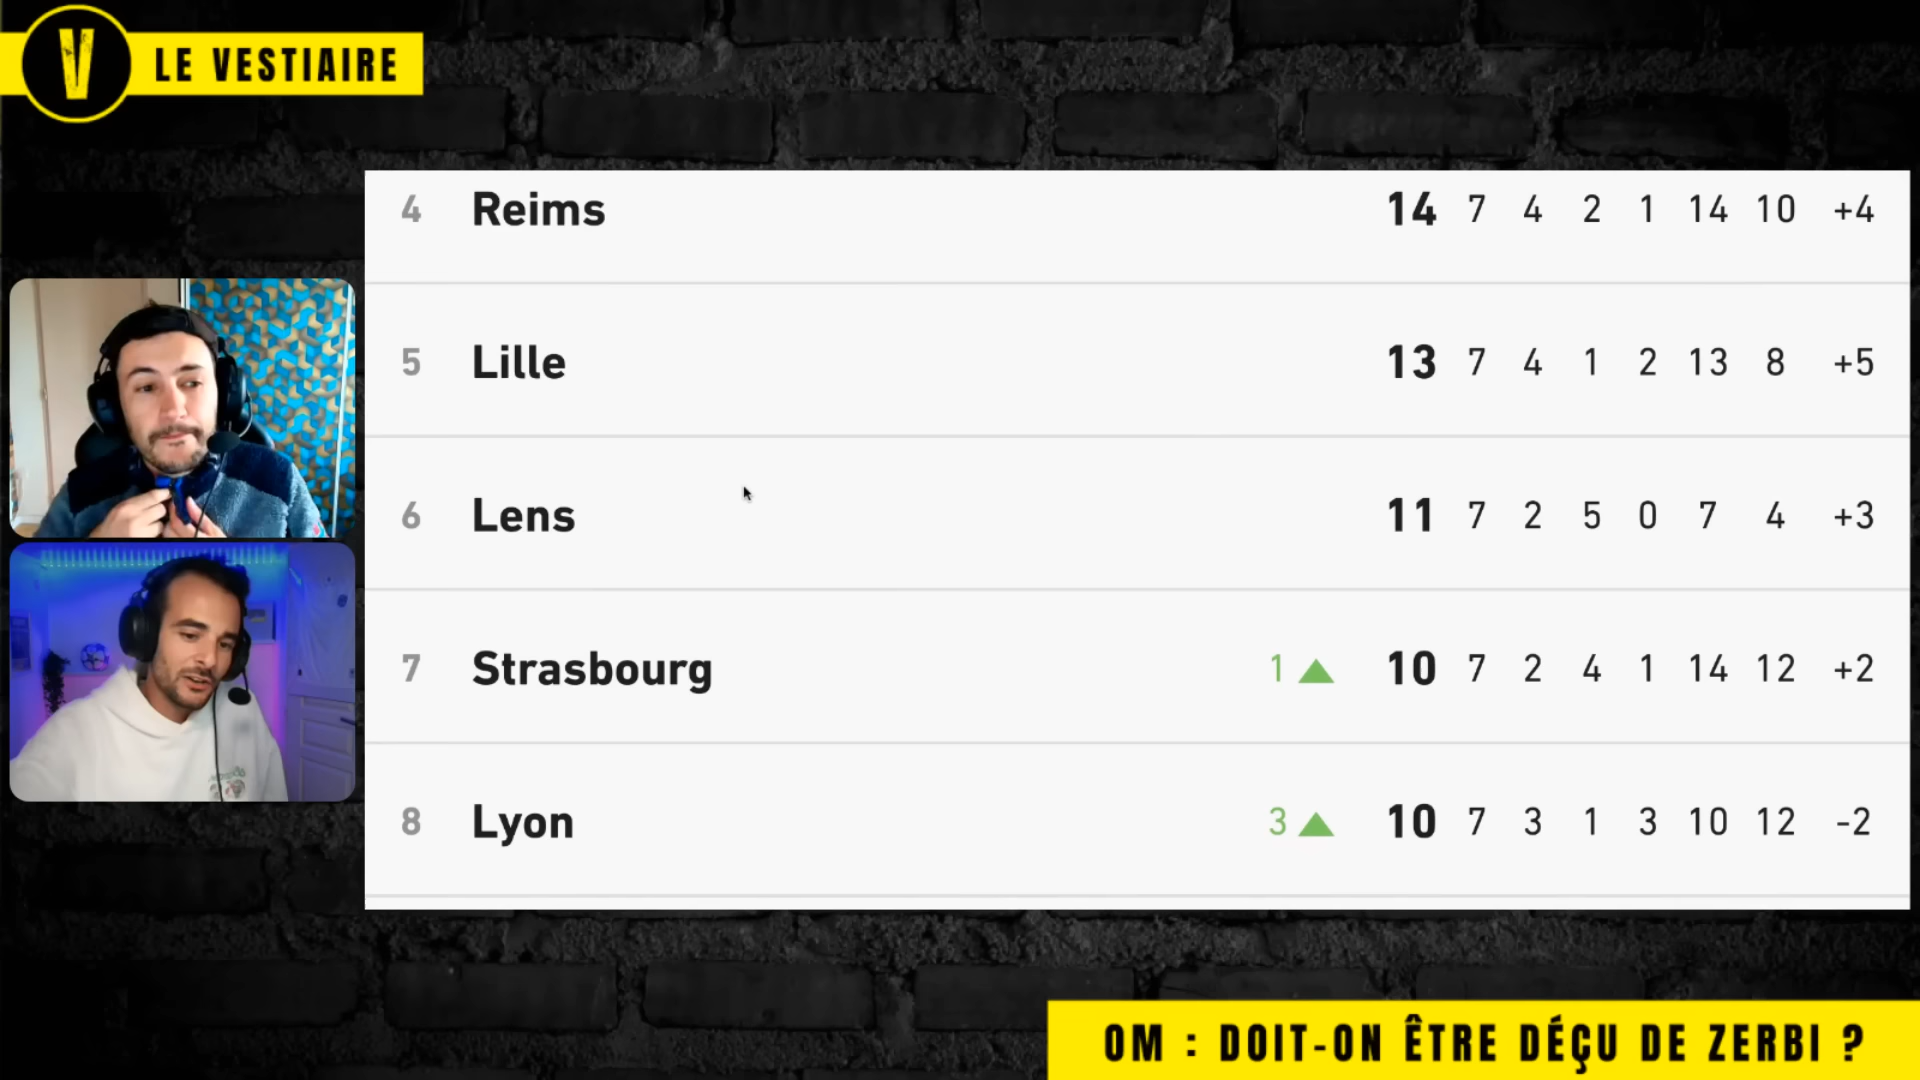 V
LE VESTIAIRE
4 Reims 14 7 4 2 1 14 10 +4
5 Lille 13 7 4 1 2 13 8 +5
6 Lens 11 7 2 5 0 7 4 +3
7 Strasbourg 1 10 7 2 4 1 14 12 +2
8 Lyon 3 10 7 3 1 3 10 12 -2
OM : DOIT-ON ÊTRE DÉÇU DE ZERBI ?